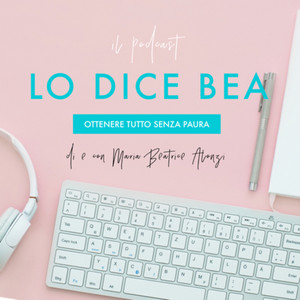 il podcast
LO DICE BEA
OTTENERE TUTTO SENZA PAURA
di e con Maria Beatrice Alonzi